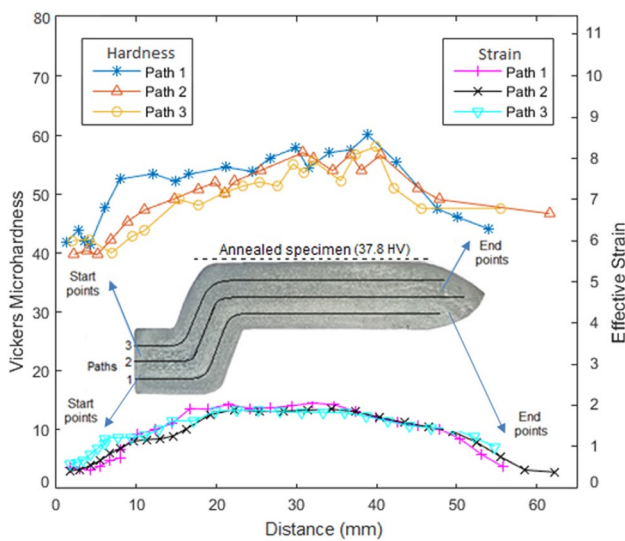 80
70
60
50
40
30
20
10
0
Vickers Microhardness
11
10
9
8
7
6
5
4
3
2
1
0
Effective Strain
0
10
20
30
40
50
60
Distance (mm)
Hardness
Path 1
Path 2
Path 3
Strain
Path 1
Path 2
Path 3
Annealed specimen (37.8 HV)
Start
points
End
points
3
Paths 2
1
Start
points
End
points